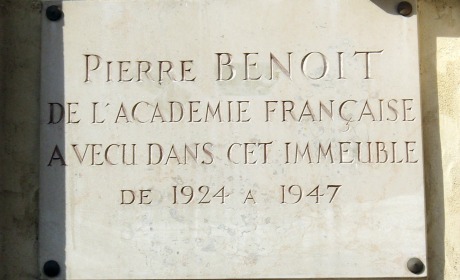 PIERRE BENOIT
DE L'ACADEMIE FRANÇAISE
A VECU DANS CET IMMEUBLE
DE 1924 A 1947